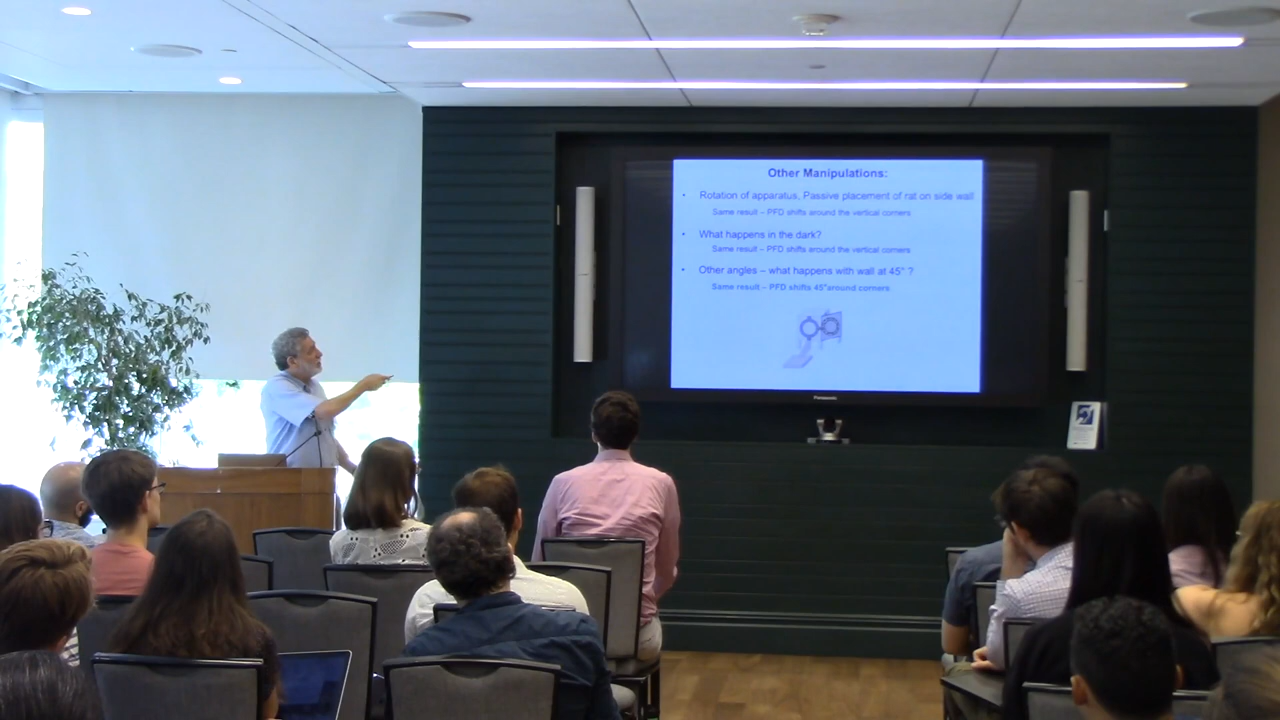 Other Manipulations:
• Rotation of apparatus, Passive placement of rat on side wall
Same result – PFD shifts around the vertical corners
• What happens in the dark?
Same result – PFD shifts around the vertical corners
• Other angles – what happens with wall at 45° ?
Same result – PFD shifts 45°around corners.
Panasonic